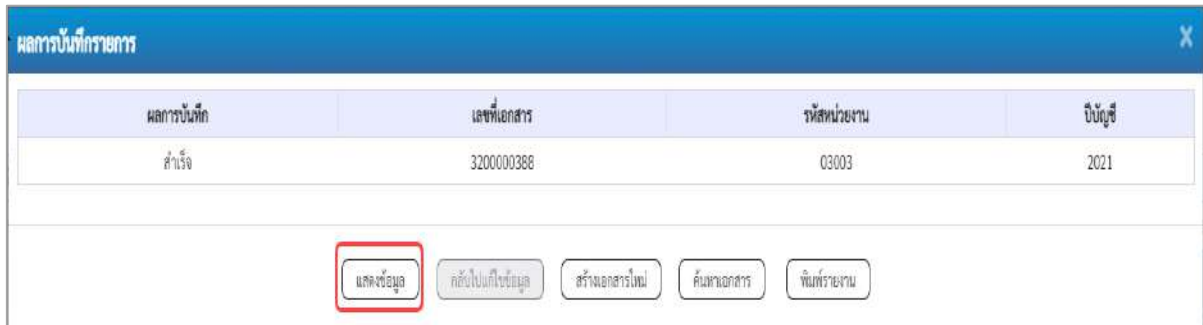 ผลการบันทึกรายการ X
ผลการบันทึก เลขที่เอกสาร รหัสหน่วยงาน ปีบัญชี
สำเร็จ 3200000388 03003 2021
แสดงข้อมูล กลับไปแก้ไขข้อมูล สร้างเอกสารใหม่ ค้นหาเอกสาร พิมพ์รายงาน